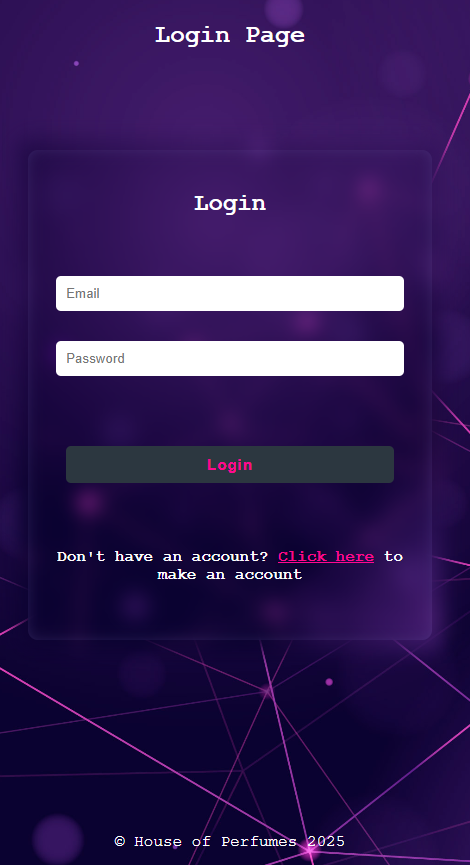 Login Page
Login
Email
Password
Login
Don't have an account? Click here to
make an account
© House of Perfumes 2025